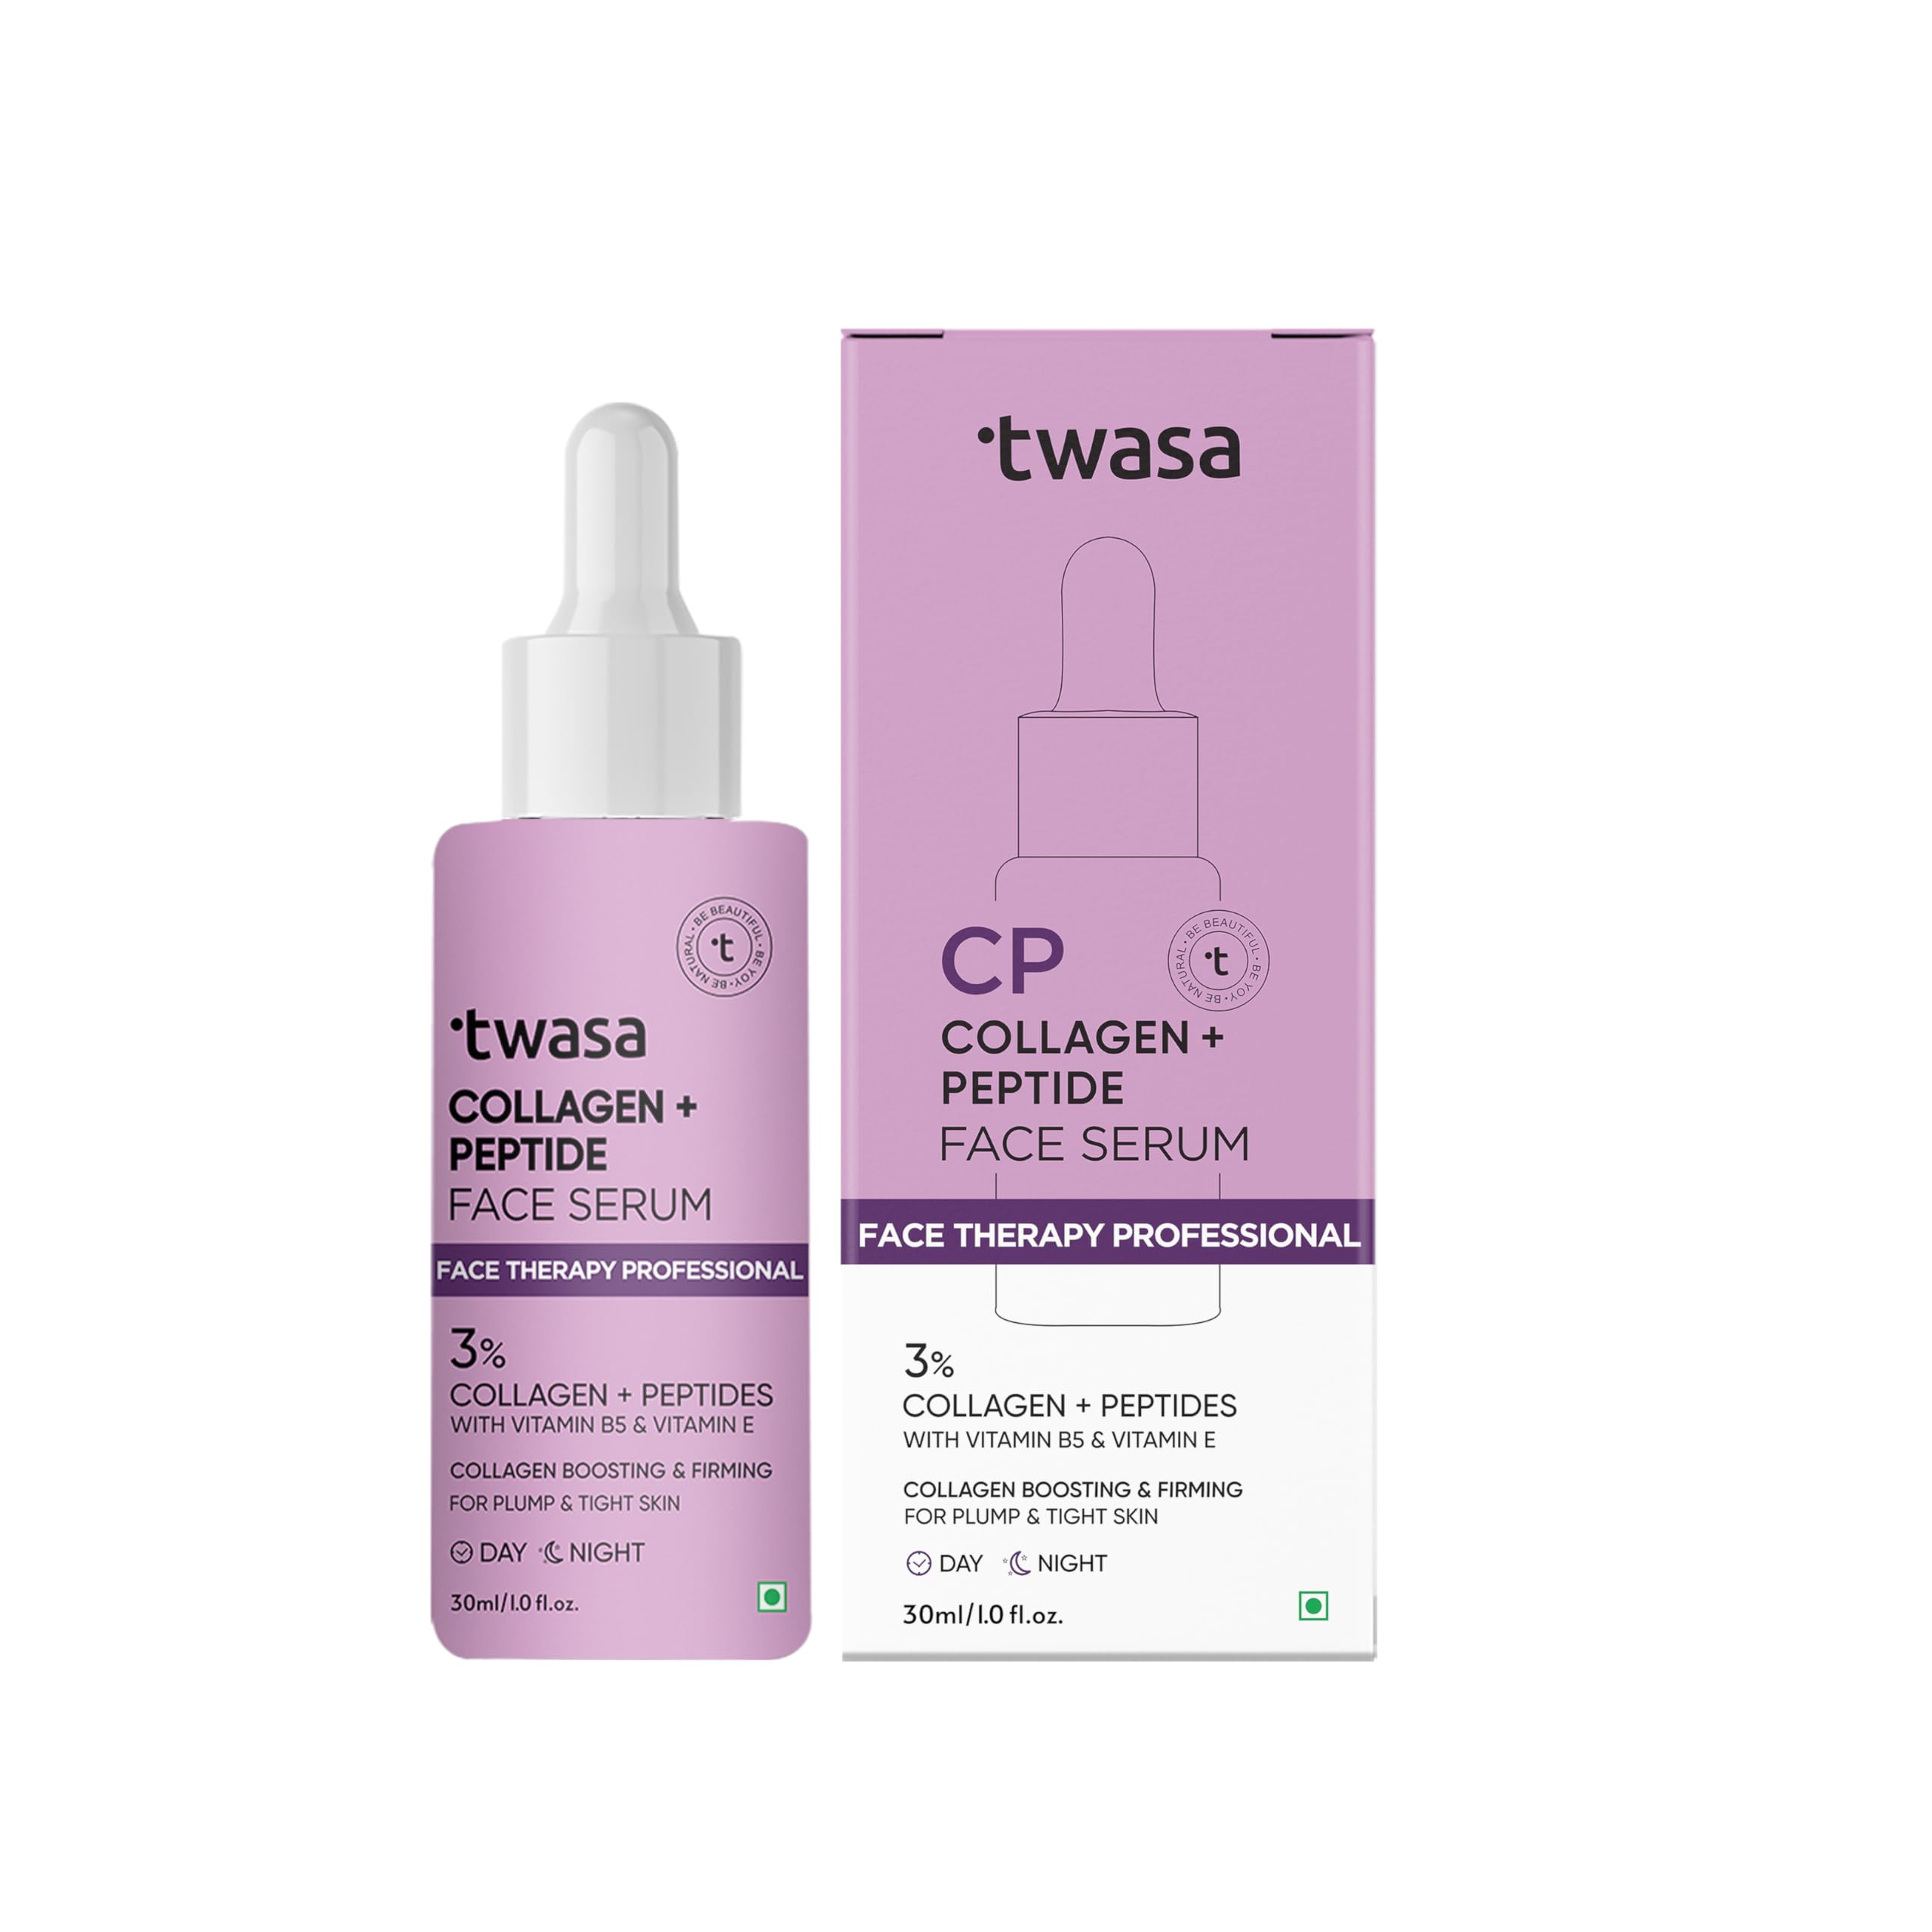 twasa
COLLAGEN +
PEPTIDE
FACE SERUM
FACE THERAPY PROFESSIONAL
3%
COLLAGEN + PEPTIDES
WITH VITAMIN B5 & VITAMIN E
COLLAGEN BOOSTING & FIRMING
FOR PLUMP & TIGHT SKIN
DAY NIGHT
30ml/1.0 fl.oz.
t
BE BEAUTIFUL • BE YOY • BE NATURAL •
twasa
CP
t
BE BEAUTIFUL • BE YOY • BE NATURAL •
COLLAGEN +
PEPTIDE
FACE SERUM
FACE THERAPY PROFESSIONAL
3%
COLLAGEN + PEPTIDES
WITH VITAMIN B5 & VITAMIN E
COLLAGEN BOOSTING & FIRMING
FOR PLUMP & TIGHT SKIN
DAY NIGHT
30ml/1.0 fl.oz.